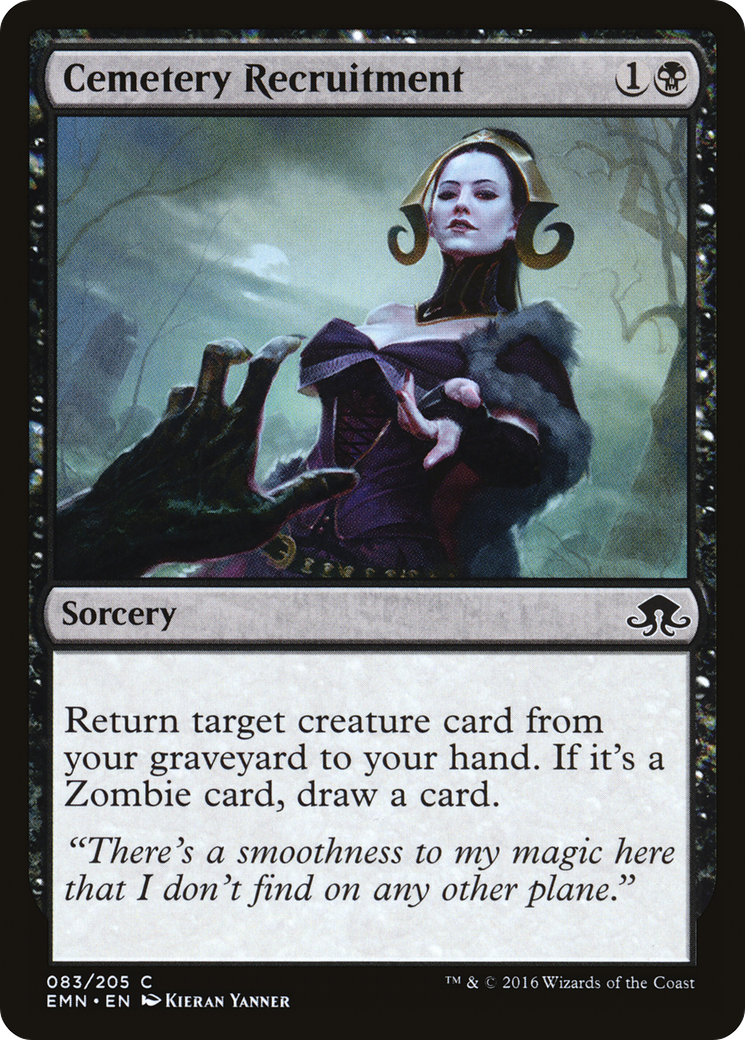 Cemetery Recruitment 1
Sorcery
Return target creature card from
your graveyard to your hand. If it's a
Zombie card, draw a card.
“There's a smoothness to my magic here
that I don't find on any other plane.”
083/205 C
EMN • EN Kieran Yanner
™ & © 2016 Wizards of the Coast